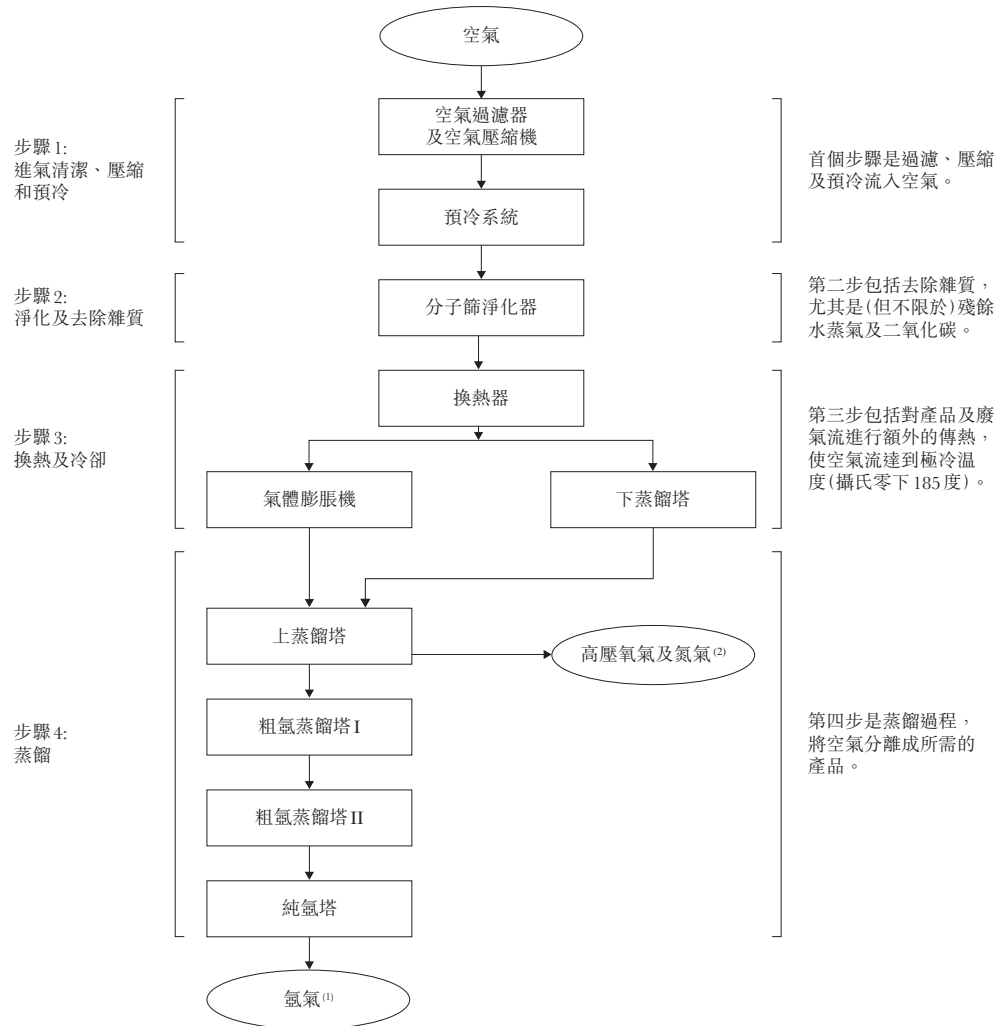 空氣
步驟1:
進氣清潔、壓縮
和預冷
空氣過濾器
及空氣壓縮機
預冷系統
首個步驟是過濾、壓縮
及預冷流入空氣。
步驟2:
淨化及去除雜質
分子篩淨化器
第二步包括去除雜質，
尤其是(但不限於)殘餘
水蒸氣及二氧化碳。
步驟3:
換熱及冷卻
換熱器
氣體膨脹機
下蒸餾塔
第三步包括對產品及廢
氣流進行額外的傳熱，
使空氣流達到極冷溫
度(攝氏零下185度)。
步驟4:
蒸餾
上蒸餾塔
高壓氧氣及氮氣(2)
粗氬蒸餾塔I
粗氬蒸餾塔II
純氬塔
氬氣(1)
第四步是蒸餾過程，
將空氣分離成所需的
產品。